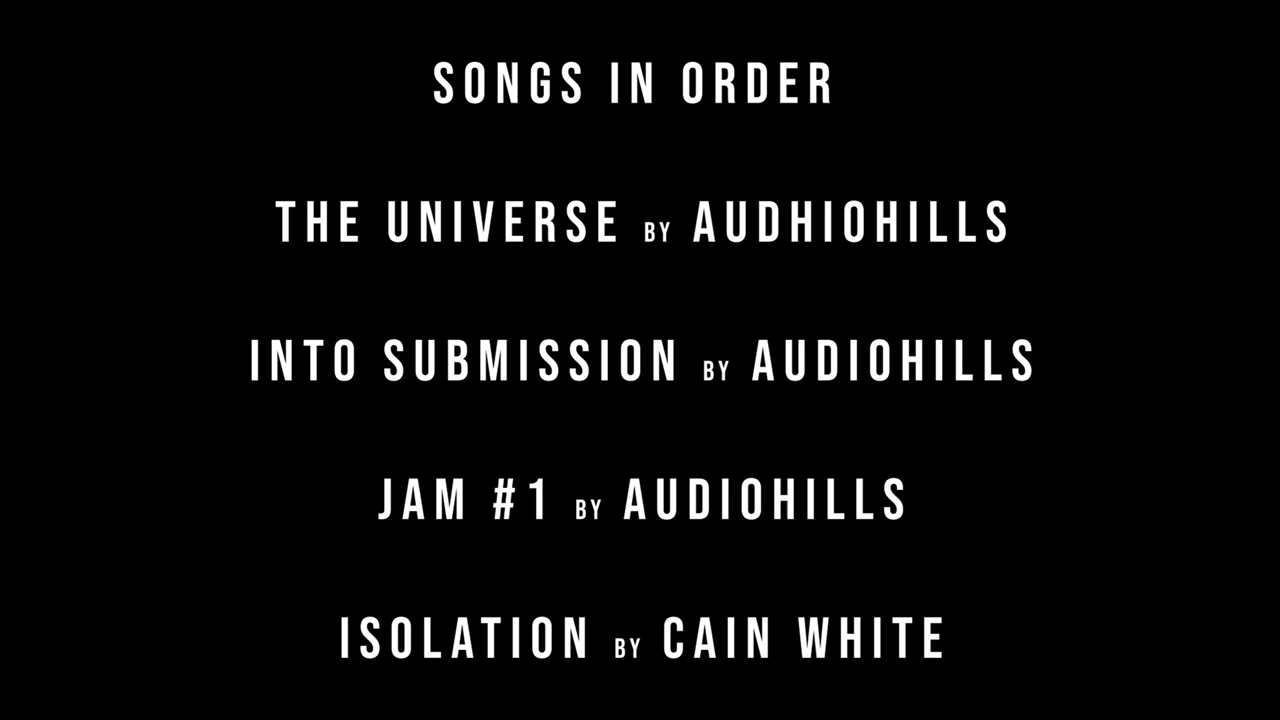 SONGS IN ORDER
THE UNIVERSE BY AUDHIOHILLS
INTO SUBMISSION BY AUDIOHILLS
JAM #1 BY AUDIOHILLS
ISOLATION BY CAIN WHITE